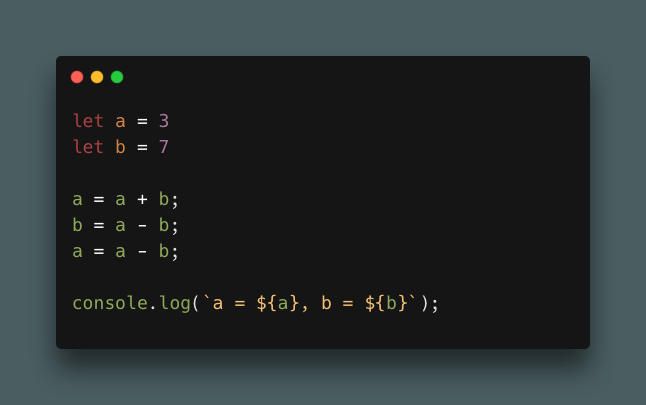 let a = 3
let b = 7
a = a + b;
b = a - b;
a = a - b;
console.log(`a = ${a}, b = ${b}`);